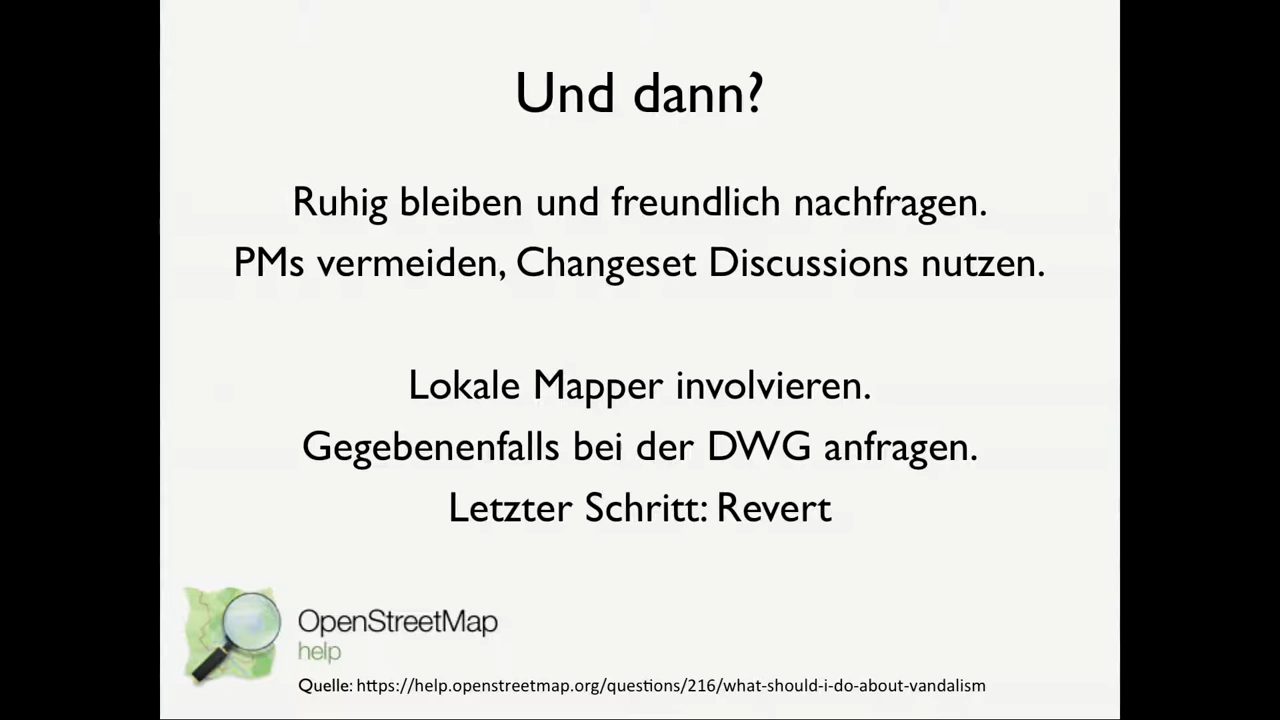 Und dann?
Ruhig bleiben und freundlich nachfragen.
PMs vermeiden, Changeset Discussions nutzen.
Lokale Mapper involvieren.
Gegebenenfalls bei der DWG anfragen.
Letzter Schritt: Revert
OpenStreetMap
help
Quelle: https://help.openstreetmap.org/questions/216/what-should-i-do-about-vandalism